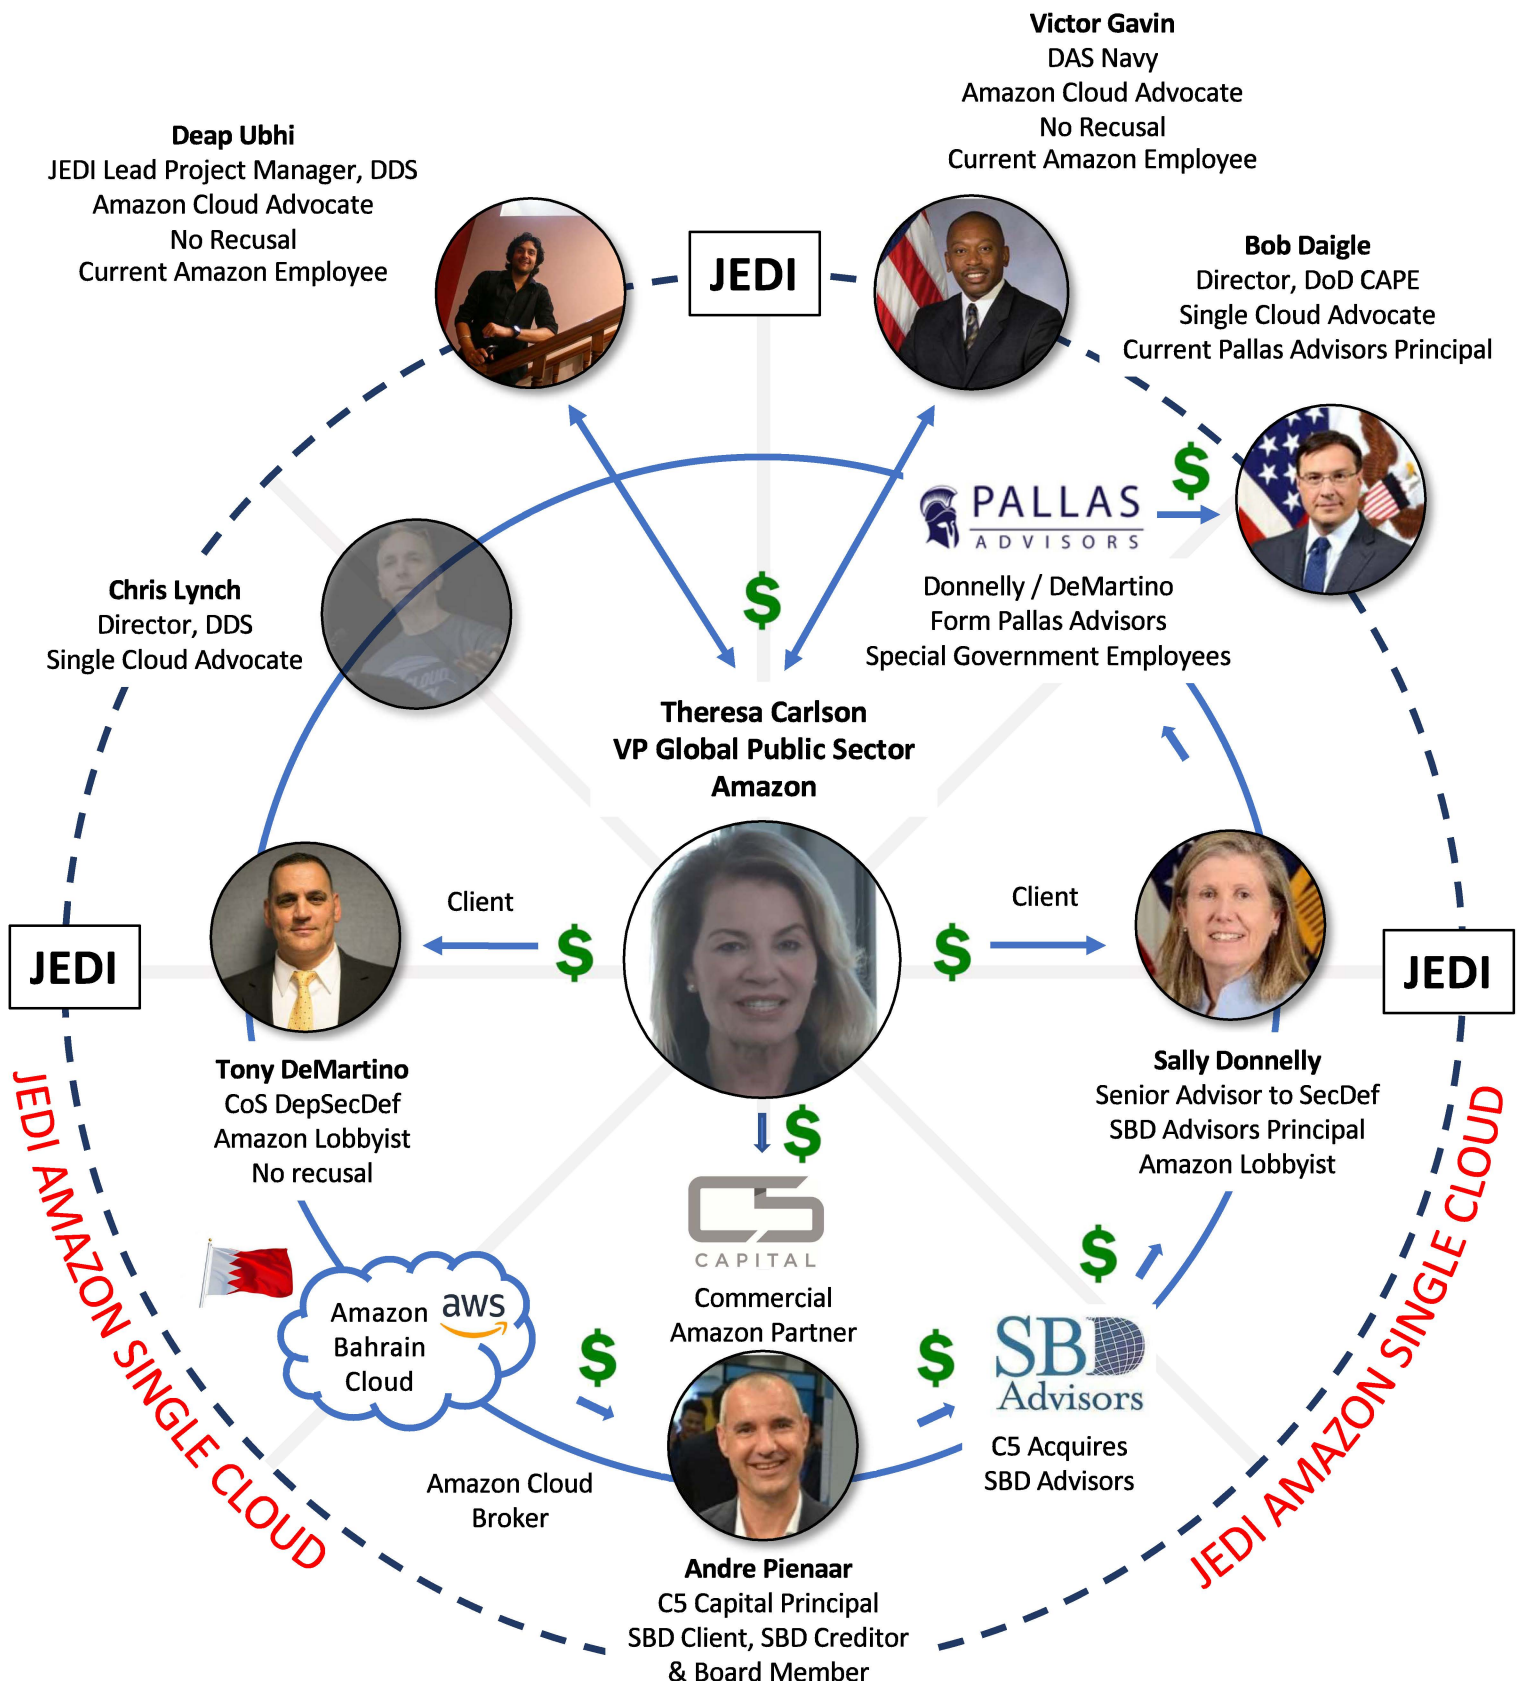 Victor Gavin
DAS Navy
Amazon Cloud Advocate
No Recusal
Current Amazon Employee
Deap Ubhi
JEDI Lead Project Manager, DDS
Amazon Cloud Advocate
No Recusal
Current Amazon Employee
JEDI
Bob Daigle
Director, DoD CAPE
Single Cloud Advocate
Current Pallas Advisors Principal
$
PALLAS
ADVISORS
Donnelly / DeMartino
Form Pallas Advisors
Special Government Employees
Chris Lynch
Director, DDS
Single Cloud Advocate
$
Theresa Carlson
VP Global Public Sector
Amazon
Client
$
Client
$
JEDI
JEDI
Tony DeMartino
CoS DepSecDef
Amazon Lobbyist
No recusal
Sally Donnelly
Senior Advisor to SecDef
SBD Advisors Principal
Amazon Lobbyist
$
C5
CAPITAL
Commercial
Amazon Partner
JEDI AMAZON SINGLE CLOUD
JEDI AMAZON SINGLE CLOUD
Amazon
Bahrain
Cloud
aws
$
$
$
SBD
Advisors
C5 Acquires
SBD Advisors
Amazon Cloud
Broker
Andre Pienaar
C5 Capital Principal
SBD Client, SBD Creditor
& Board Member